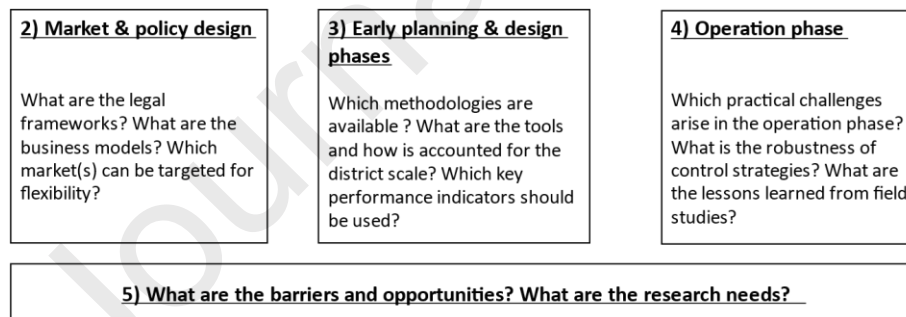 2) Market & policy design
What are the legal
frameworks? What are the
business models? Which
market(s) can be targeted for
flexibility?
3) Early planning & design
phases
Which methodologies are
available ? What are the tools
and how is accounted for the
district scale? Which key
performance indicators should
be used?
4) Operation phase
Which practical challenges
arise in the operation phase?
What is the robustness of
control strategies? What are
the lessons learned from field
studies?
5) What are the barriers and opportunities? What are the research needs?
Journa